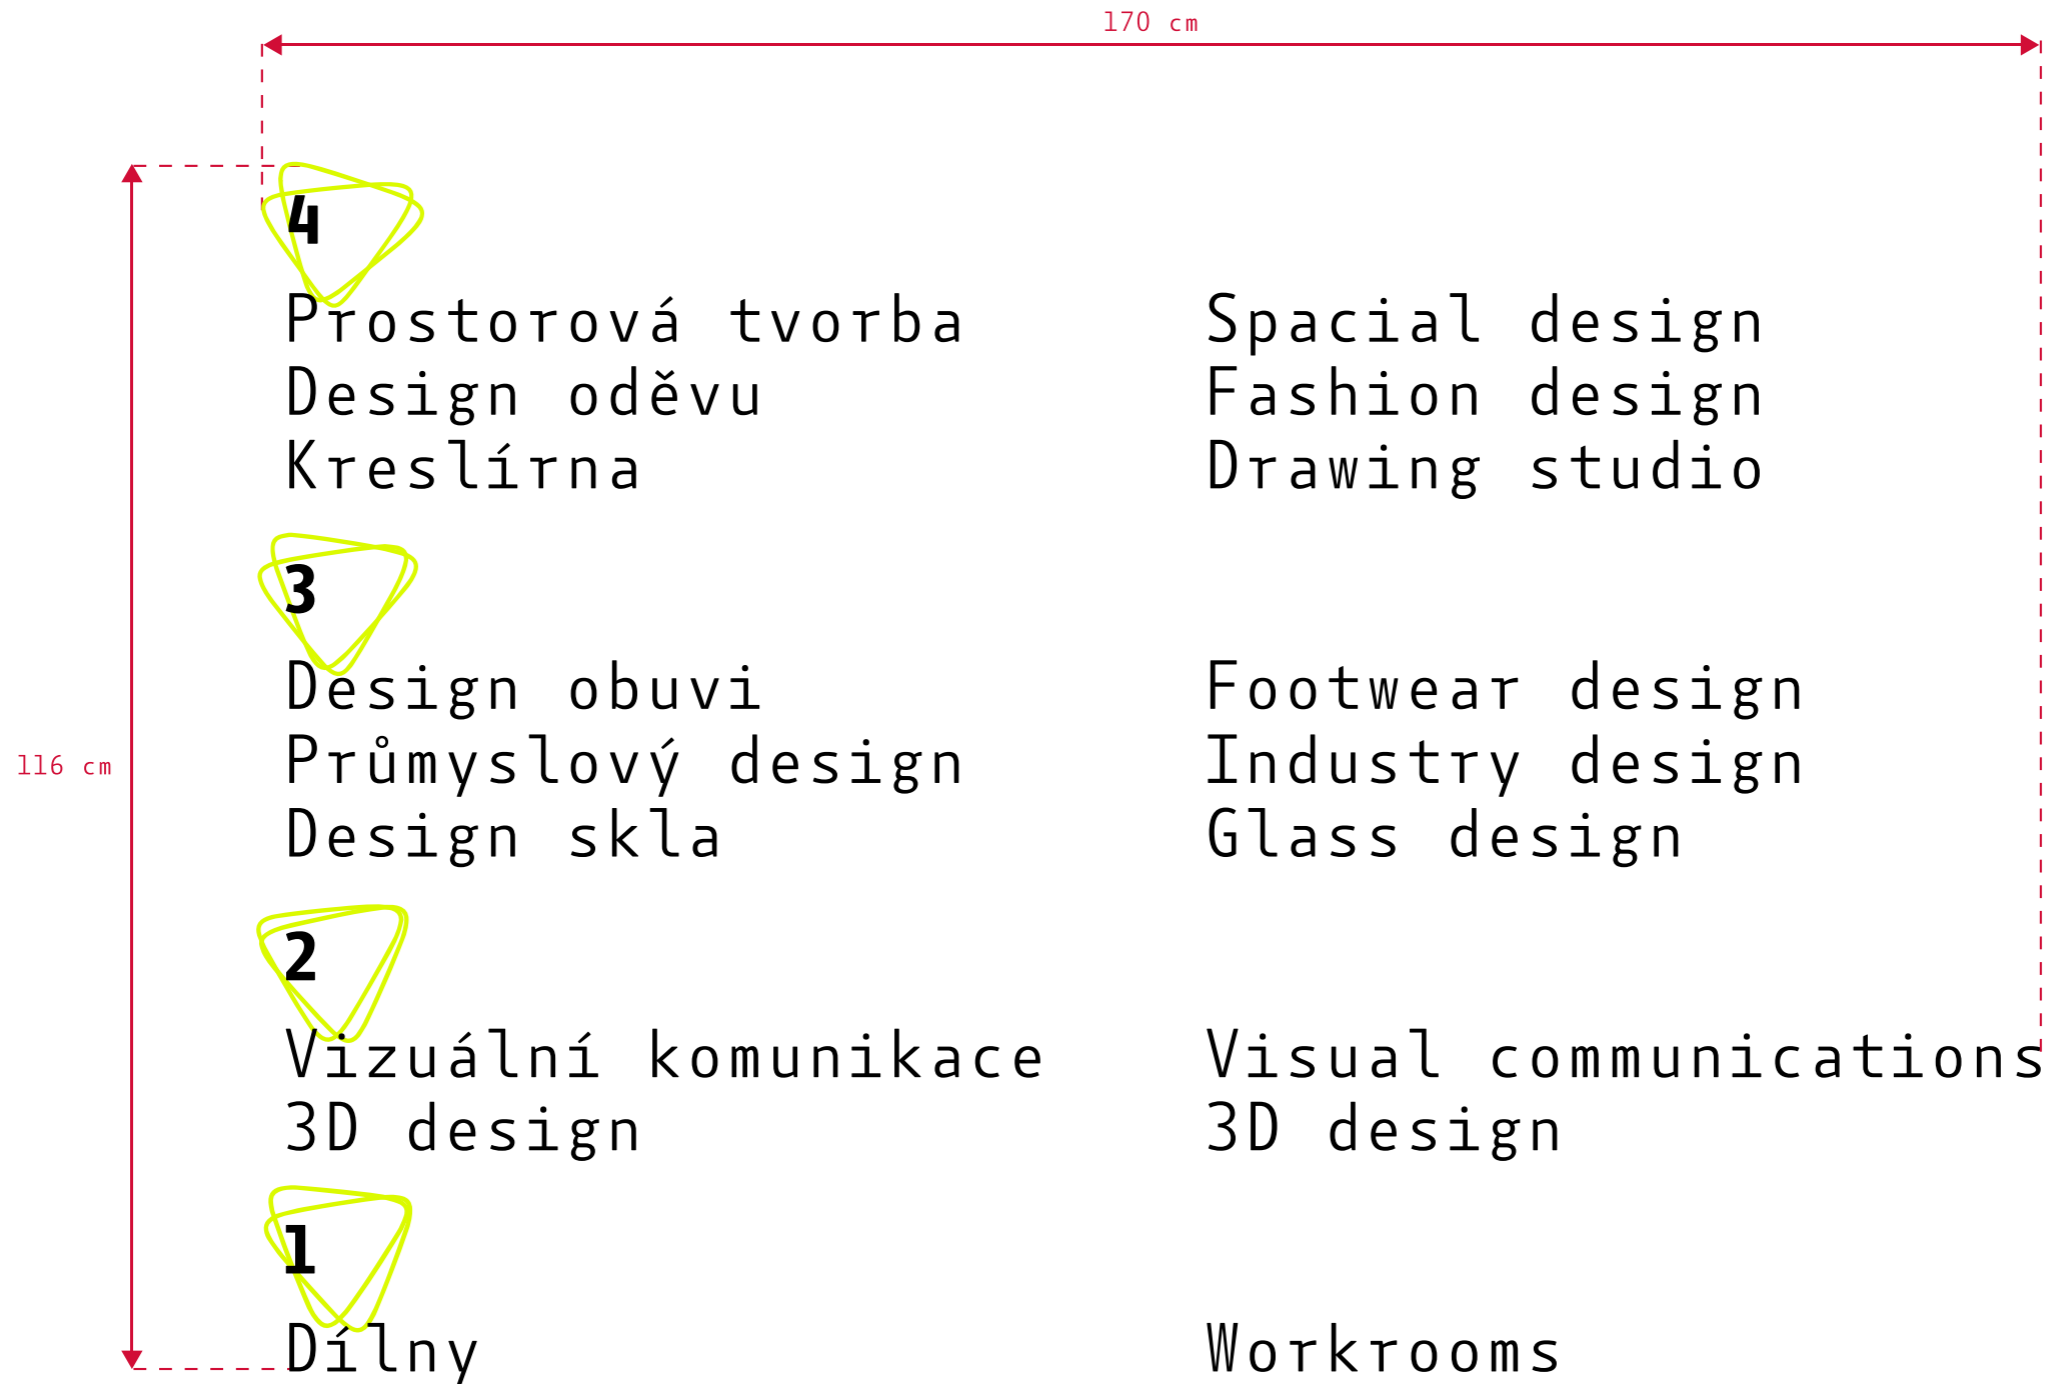 170 cm
4
Prostorová tvorba Spacial design
Design oděvu Fashion design
Kreslírna Drawing studio
3
Design obuvi Footwear design
116 cm
Průmyslový design Industry design
Design skla Glass design
2
Vizuální komunikace Visual communications
3D design 3D design
1
Dílny Workrooms